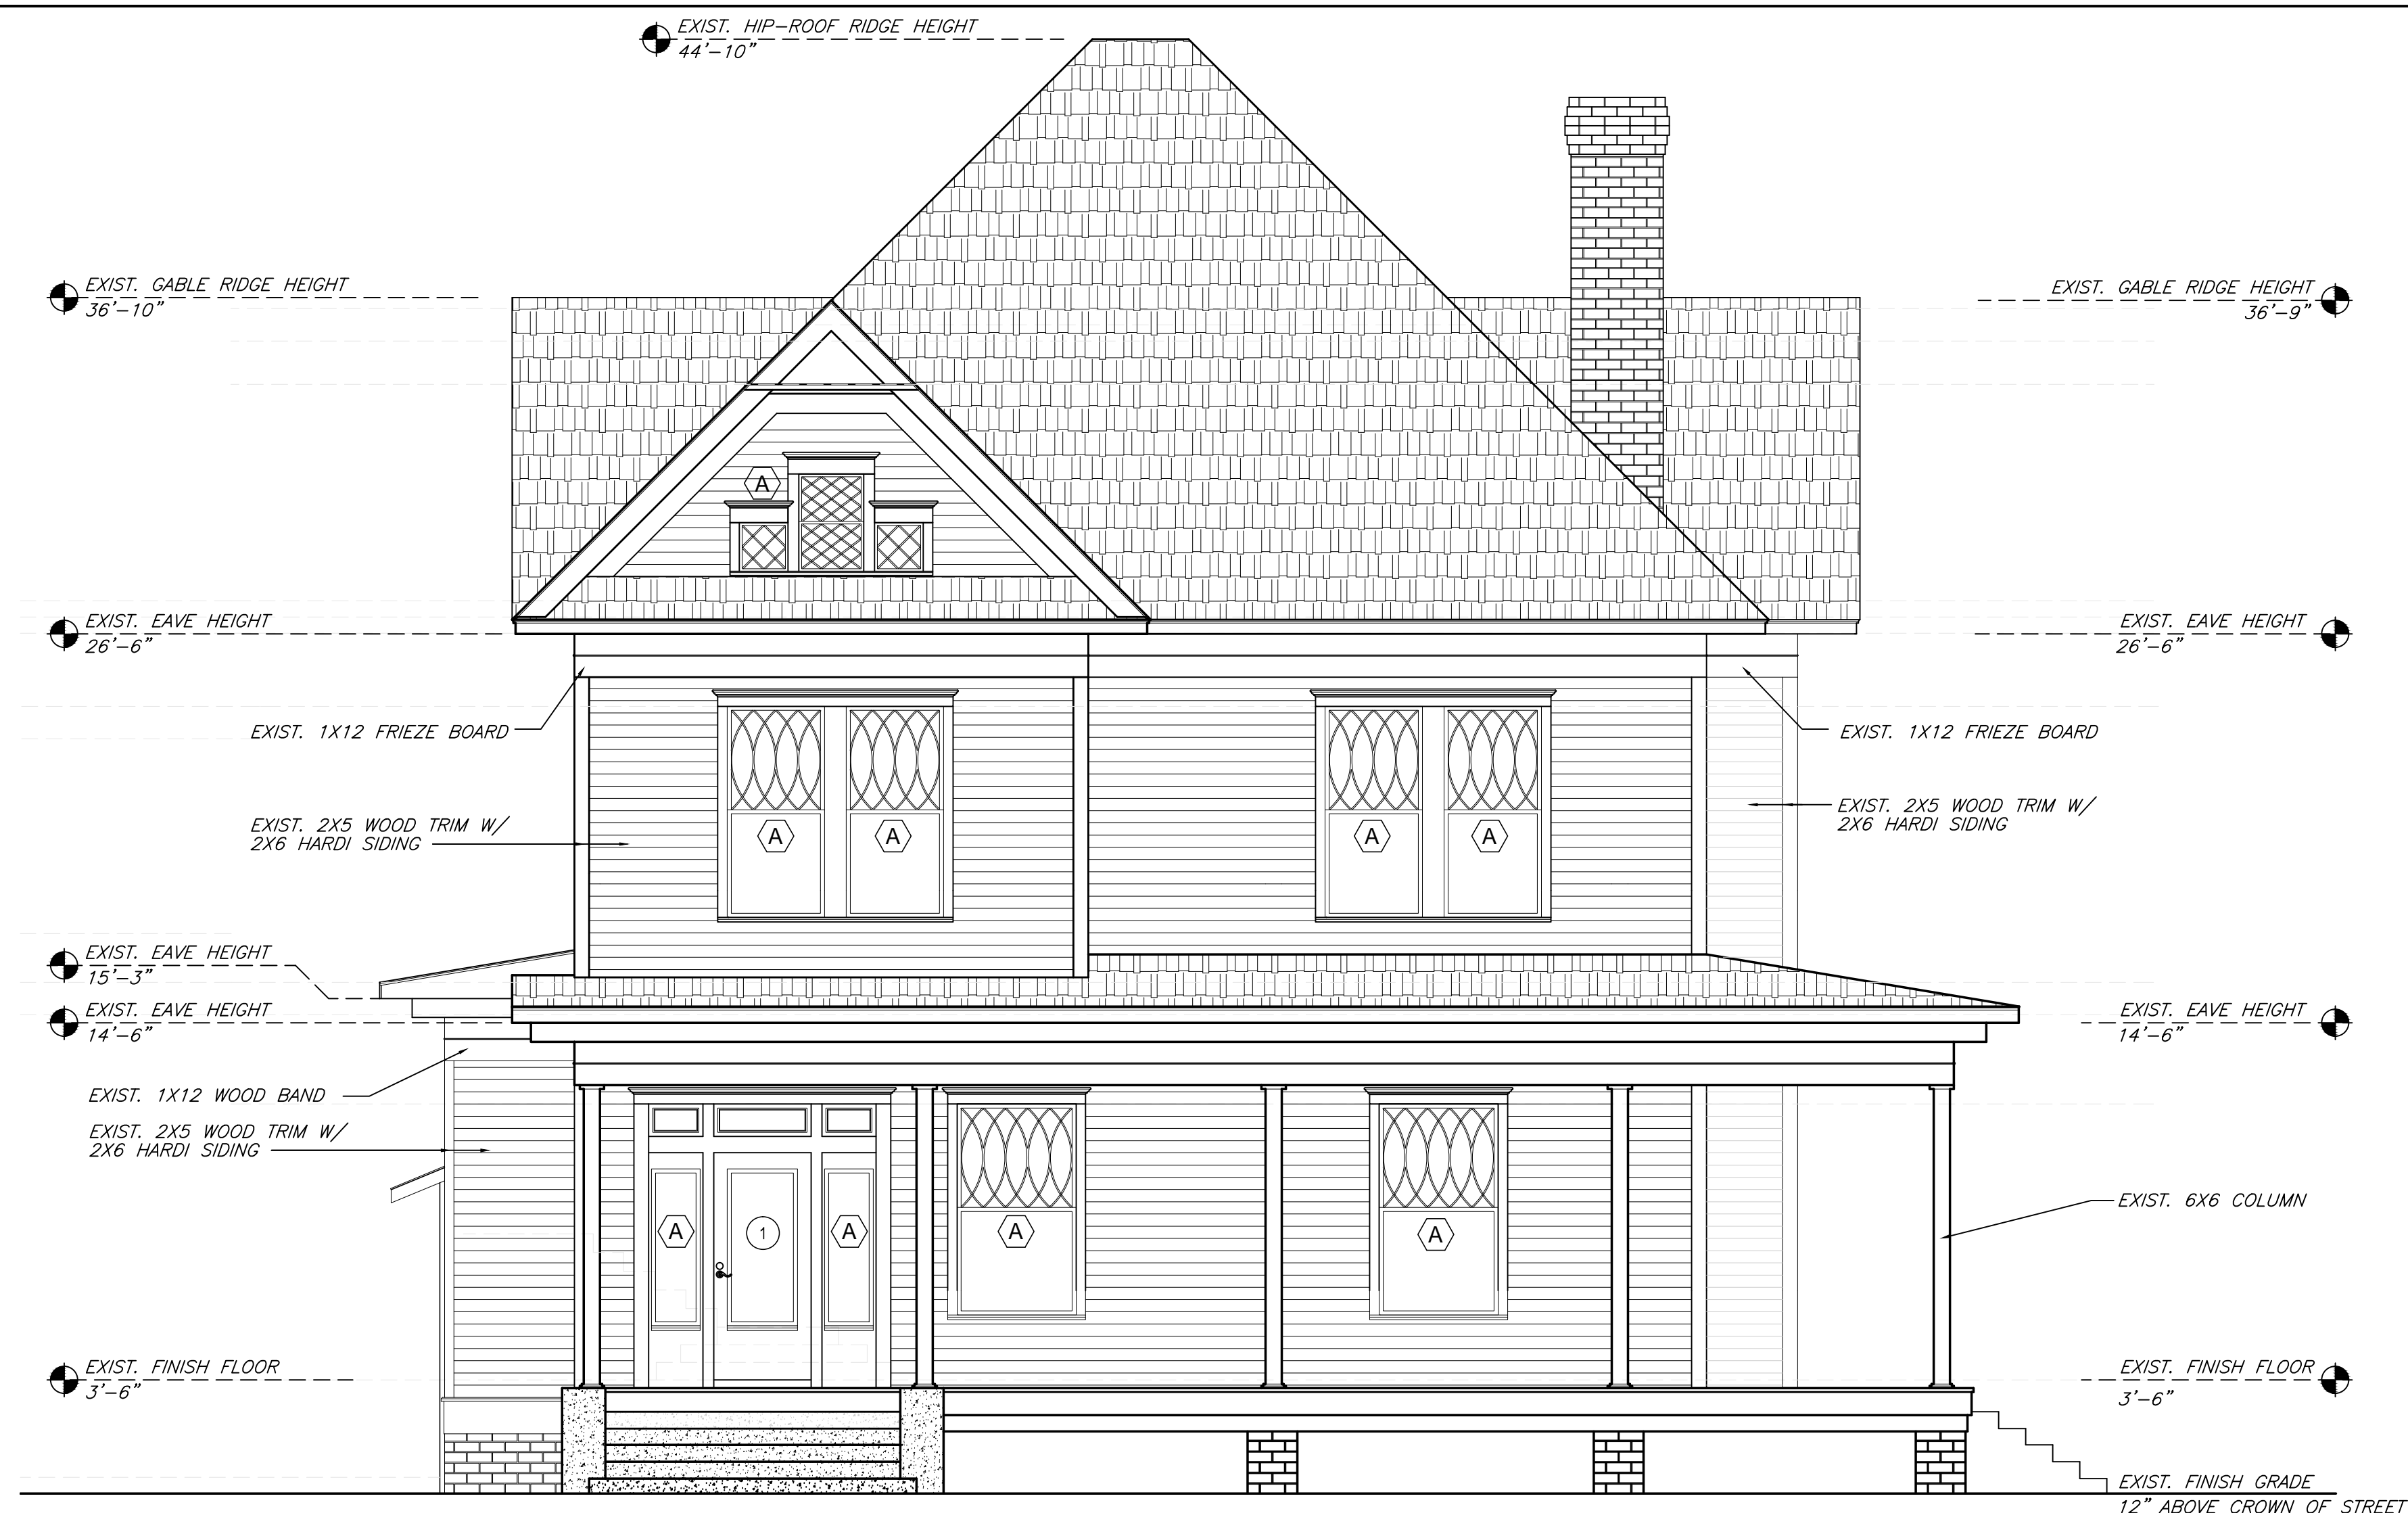 EXIST. HIP-ROOF RIDGE HEIGHT
44'-10"
EXIST. GABLE RIDGE HEIGHT
36'-10"
EXIST. GABLE RIDGE HEIGHT
36'-9"
A
EXIST. EAVE HEIGHT
26'-6"
EXIST. EAVE HEIGHT
26'-6"
EXIST. 1X12 FRIEZE BOARD
EXIST. 1X12 FRIEZE BOARD
EXIST. 2X5 WOOD TRIM W/
2X6 HARDI SIDING
A
A
A
A
EXIST. 2X5 WOOD TRIM W/
2X6 HARDI SIDING
EXIST. EAVE HEIGHT
15'-3"
EXIST. EAVE HEIGHT
14'-6"
EXIST. EAVE HEIGHT
14'-6"
EXIST. 1X12 WOOD BAND
EXIST. 2X5 WOOD TRIM W/
2X6 HARDI SIDING
EXIST. 6X6 COLUMN
A
1
A
A
A
EXIST. FINISH FLOOR
3'-6"
EXIST. FINISH FLOOR
3'-6"
EXIST. FINISH GRADE
12" ABOVE CROWN OF STREET